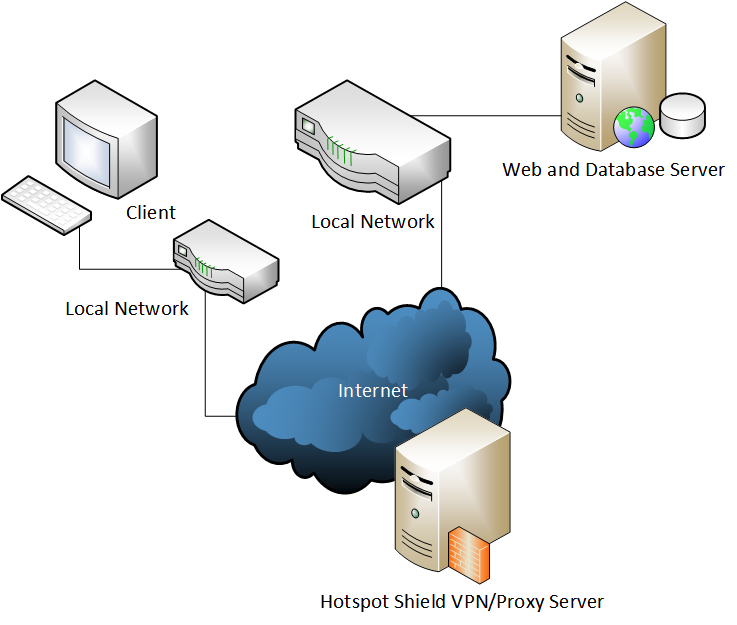 Web and Database Server
Client
Local Network
Local Network
Internet
Hotspot Shield VPN/Proxy Server